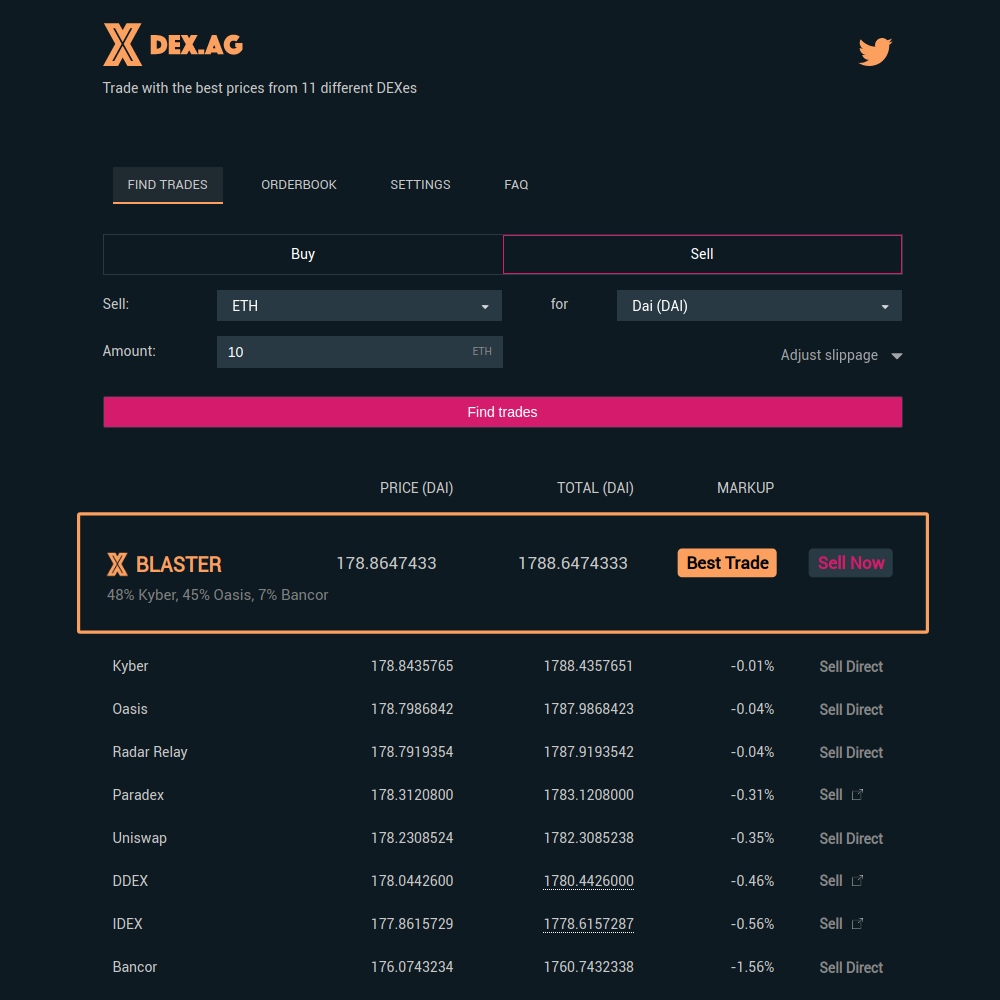 DEX.AG
Trade with the best prices from 11 different DEXes
FIND TRADES ORDERBOOK SETTINGS FAQ
Buy Sell
Sell: ETH for Dai (DAI)
Amount: 10 ETH Adjust slippage
Find trades
PRICE (DAI) TOTAL (DAI) MARKUP
BLASTER 178.8647433 1788.6474333 Best Trade Sell Now
48% Kyber, 45% Oasis, 7% Bancor
Kyber 178.8435765 1788.4357651 -0.01% Sell Direct
Oasis 178.7986842 1787.9868423 -0.04% Sell Direct
Radar Relay 178.7919354 1787.9193542 -0.04% Sell Direct
Paradex 178.3120800 1783.1208000 -0.31% Sell
Uniswap 178.2308524 1782.3085238 -0.35% Sell Direct
DDEX 178.0442600 1780.4426000 -0.46% Sell
IDEX 177.8615729 1778.6157287 -0.56% Sell
Bancor 176.0743234 1760.7432338 -1.56% Sell Direct